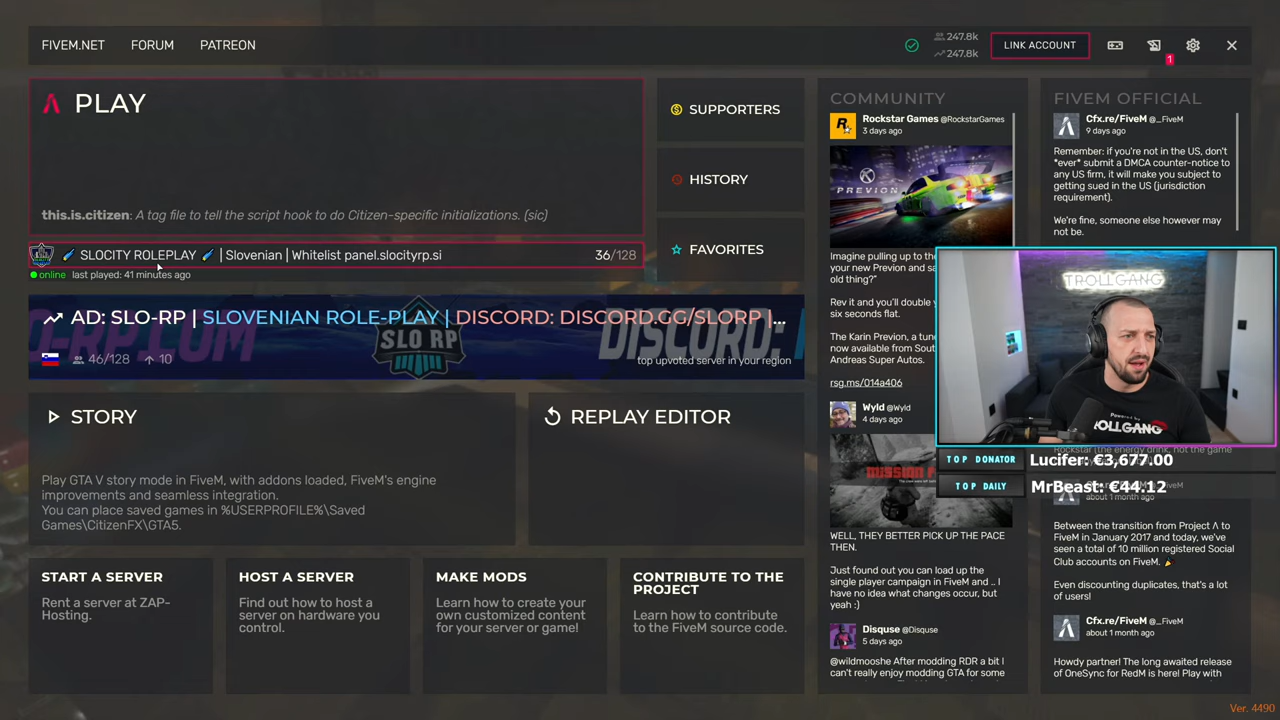 FIVEM.NET FORUM PATREON
247.8k
247.8k
LINK ACCOUNT
1
PLAY
this.is.citizen: A tag file to tell the script hook to do Citizen-specific initializations. (sic)
SLOCITY ROLEPLAY | Slovenian | Whitelist panel.slocityrp.si 36/128
online last played: 41 minutes ago
SUPPORTERS
HISTORY
FAVORITES
AD: SLO-RP | SLOVENIAN ROLE-PLAY | DISCORD: DISCORD.GG/SLORP |...
SLO RP
46/128 10
top upvoted server in your region
STORY
Play GTA V story mode in FiveM, with addons loaded, FiveM's engine
improvements and seamless integration.
You can place saved games in %USERPROFILE%\Saved
Games\CitizenFX\GTA5.
REPLAY EDITOR
START A SERVER
Rent a server at ZAP-
Hosting.
HOST A SERVER
Find out how to host a
server on hardware you
control.
MAKE MODS
Learn how to create your
own customized content
for your server or game!
CONTRIBUTE TO THE
PROJECT
Learn how to contribute
to the FiveM source code.
COMMUNITY
Rockstar Games @RockstarGames
3 days ago
PREVION
Imagine pulling up to the
your new Previon and sa
old thing?"
Rev it and you'll double y
six seconds flat.
The Karin Previon, a tune
now available from Sout
Andreas Super Autos.
rsg.ms/014a406
Wyld @Wyld
4 days ago
WELL, THEY BETTER PICK UP THE PACE
THEN.
Just found out you can load up the
single player campaign in FiveM and .. I
have no idea what changes occur, but
yeah :)
Disquse @Disquse
5 days ago
@wildmooshe After modding RDR a bit I
can't really enjoy modding GTA for some
FIVEM OFFICIAL
Cfx.re/FiveM @_FiveM
9 days ago
Remember: if you're not in the US, don't
*ever* submit a DMCA counter-notice to
any US firm, it will make you subject to
getting sued in the US (jurisdiction
requirement).
We're fine, someone else however may
not be.
TROLLGANG
TOP DONATOR Lucifer: €3,677.00
TOP DAILY MrBeast: €44.12
about 1 month ago
Between the transition from Project Λ to
FiveM in January 2017 and today, we've
seen a total of 10 million registered Social
Club accounts on FiveM.
Even discounting duplicates, that's a lot
of users!
Cfx.re/FiveM @_FiveM
about 1 month ago
Howdy partner! The long awaited release
of OneSync for RedM is here! Play with
Ver. 4490